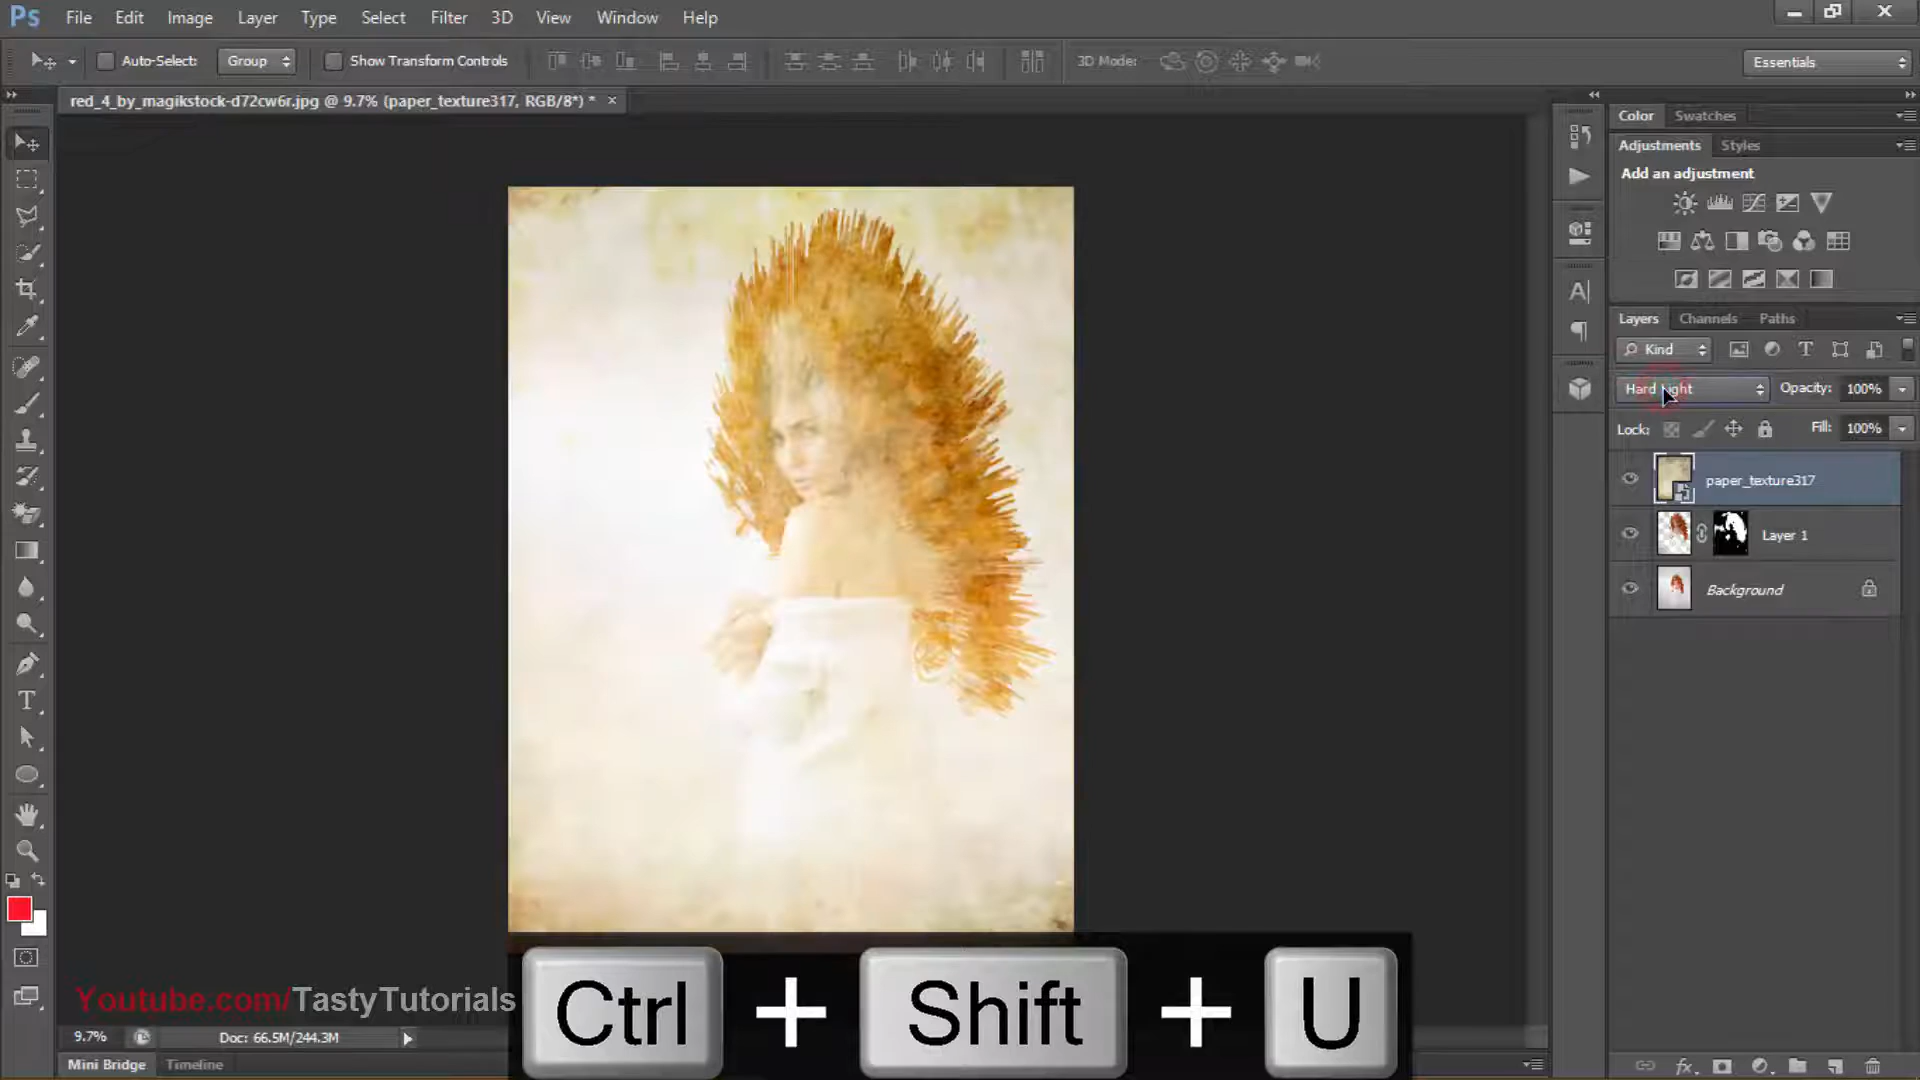 Ps File Edit Image Layer Type Select Filter 3D View Window Help
Auto-Select: Group Show Transform Controls 3D Mode: Essentials
red_4_by_magikstock-d72cw6r.jpg @ 9.7% (paper_texture317, RGB/8*) * ×
Color Swatches
Adjustments Styles
Add an adjustment
Layers Channels Paths
Kind
Hard Light Opacity: 100%
Lock: Fill: 100%
paper_texture317
Layer 1
Background
Youtube.com/TastyTutorials
Ctrl + Shift + U
9.7% Doc: 66.5M/244.3M
Mini Bridge Timeline